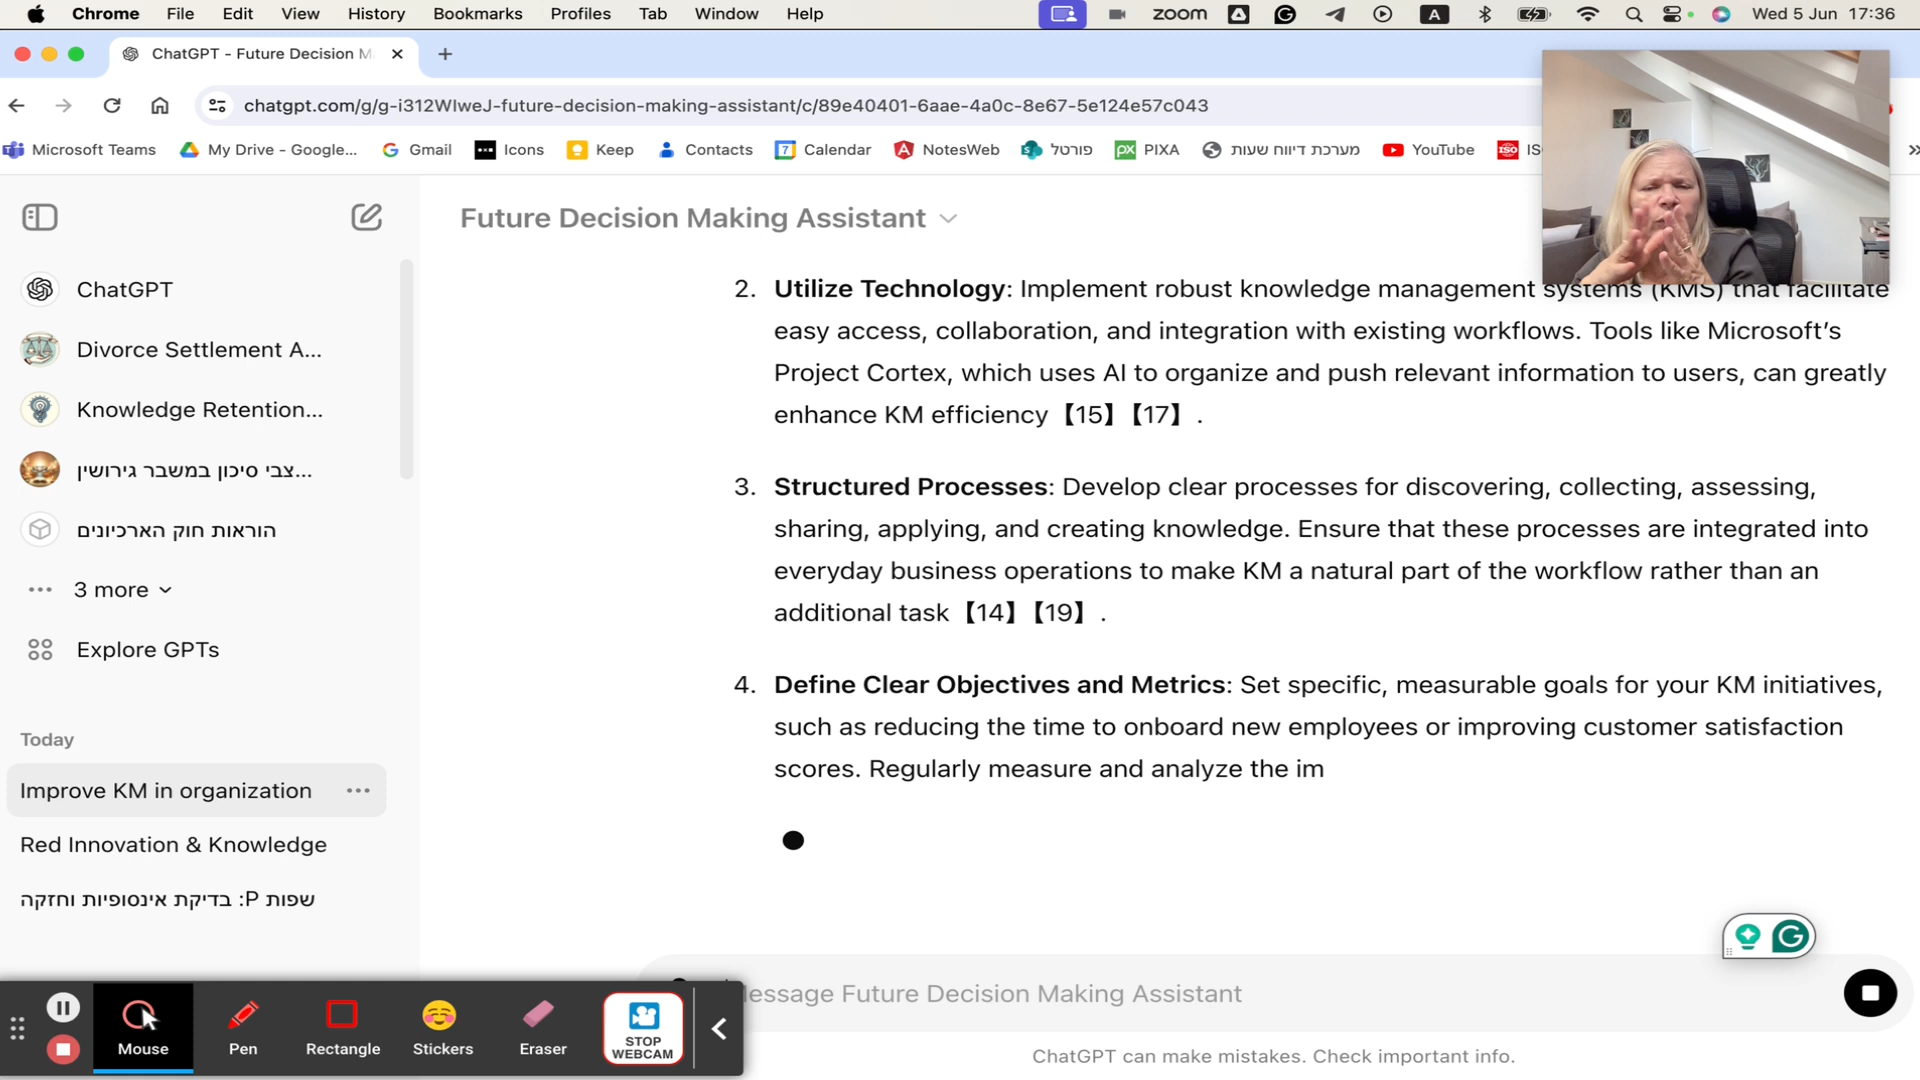 Chrome File Edit View History Bookmarks Profiles Tab Window Help zoom A Wed 5 Jun 17:36
ChatGPT - Future Decision M
chatgpt.com/g/g-i312WlweJ-future-decision-making-assistant/c/89e40401-6aae-4a0c-8e67-5e124e57c043
Microsoft Teams My Drive - Google... Gmail Icons Keep Contacts 7 Calendar NotesWeb פורטל PX PIXA מערכת דיווח שעות YouTube ISO
Future Decision Making Assistant
ChatGPT
Divorce Settlement A...
Knowledge Retention...
צבי סיכון במשבר גירושין...
הוראות חוק הארכיונים
3 more
Explore GPTs
Today
Improve KM in organization
Red Innovation & Knowledge
שפות P: בדיקת אינסופיות וחזקה
2. Utilize Technology: Implement robust knowledge management systems (KMS) that facilitate
easy access, collaboration, and integration with existing workflows. Tools like Microsoft’s
Project Cortex, which uses AI to organize and push relevant information to users, can greatly
enhance KM efficiency【15】【17】.
3. Structured Processes: Develop clear processes for discovering, collecting, assessing,
sharing, applying, and creating knowledge. Ensure that these processes are integrated into
everyday business operations to make KM a natural part of the workflow rather than an
additional task【14】【19】.
4. Define Clear Objectives and Metrics: Set specific, measurable goals for your KM initiatives,
such as reducing the time to onboard new employees or improving customer satisfaction
scores. Regularly measure and analyze the im
Message Future Decision Making Assistant
ChatGPT can make mistakes. Check important info.
Mouse Pen Rectangle Stickers Eraser STOP WEBCAM